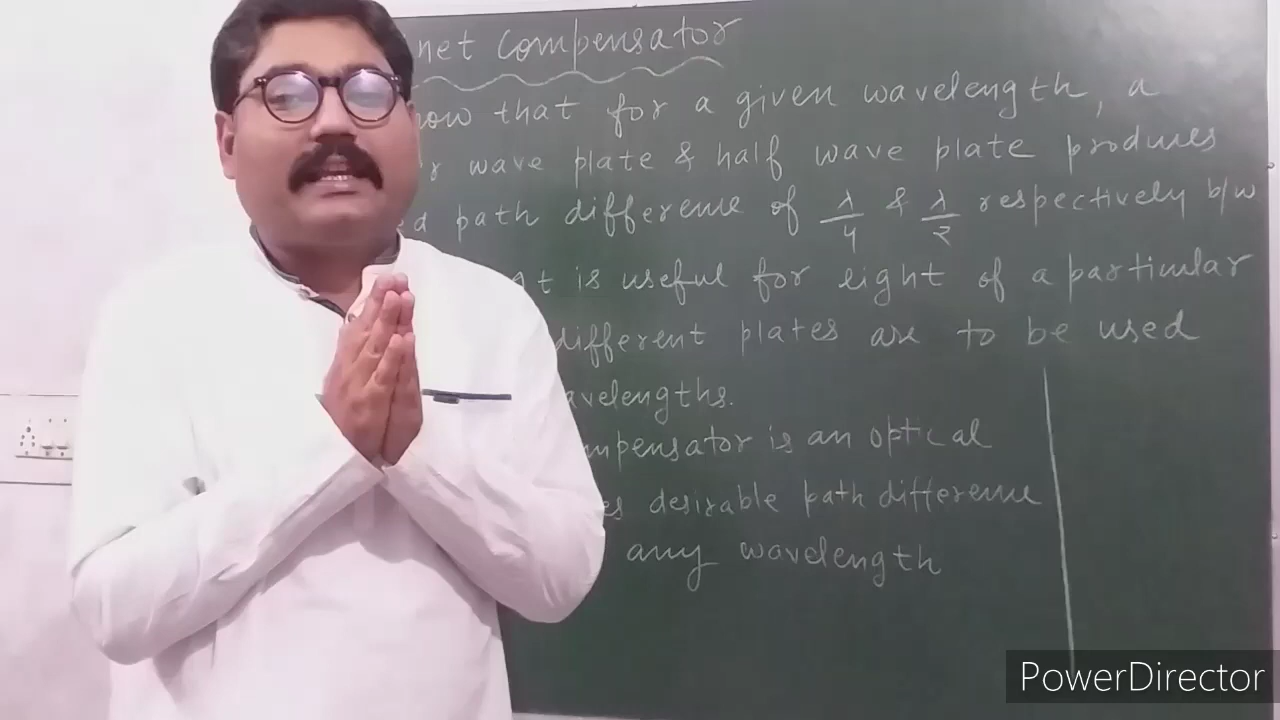 net Compensator
now that for a given wavelength, a
r wave plate & half wave plate produces
d path difference of λ/4 & λ/2 respectively b/w
t is useful for light of a particular
different plates are to be used
avelengths.
mpensator is an optical
es desirable path difference
any wavelength
PowerDirector